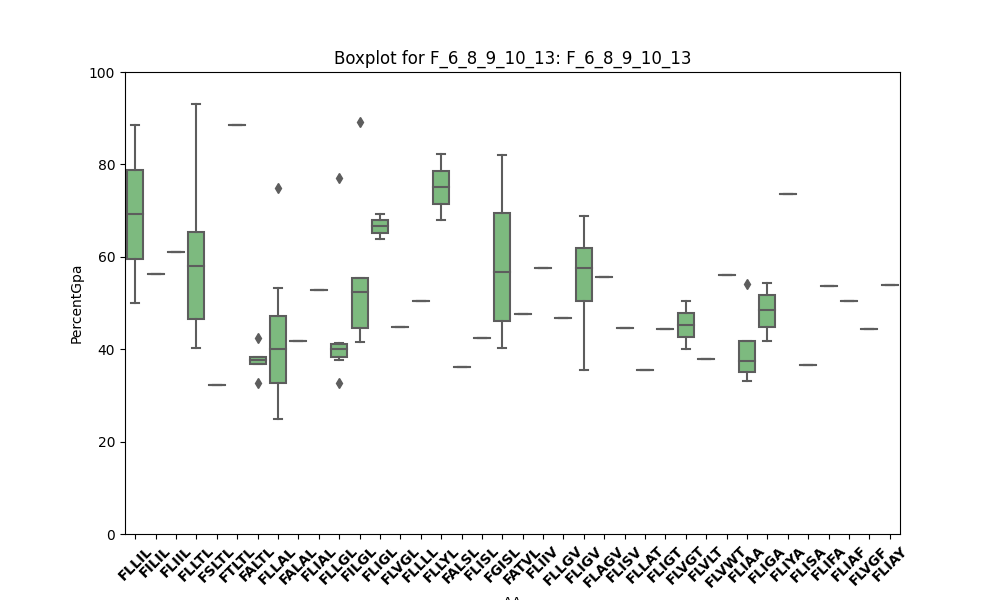 Boxplot for F_6_8_9_10_13: F_6_8_9_10_13
100
80
60
40
20
0
PercentGpa
FLLIL
FILIL
FLIIL
FLLTL
FSLTL
FTLTL
FALTL
FLLAL
FALAL
FLIAL
FLLGL
FILGL
FLIGL
FLVGL
FLLLL
FLLYL
FALSL
FLISL
FGISL
FATVL
FLIIV
FLLGV
FLIGV
FLAGV
FLISV
FLLAT
FLIGT
FLVGT
FLVLT
FLVWT
FLIAA
FLIGA
FLIYA
FLISA
FLIFA
FLIAF
FLVGF
FLIAY